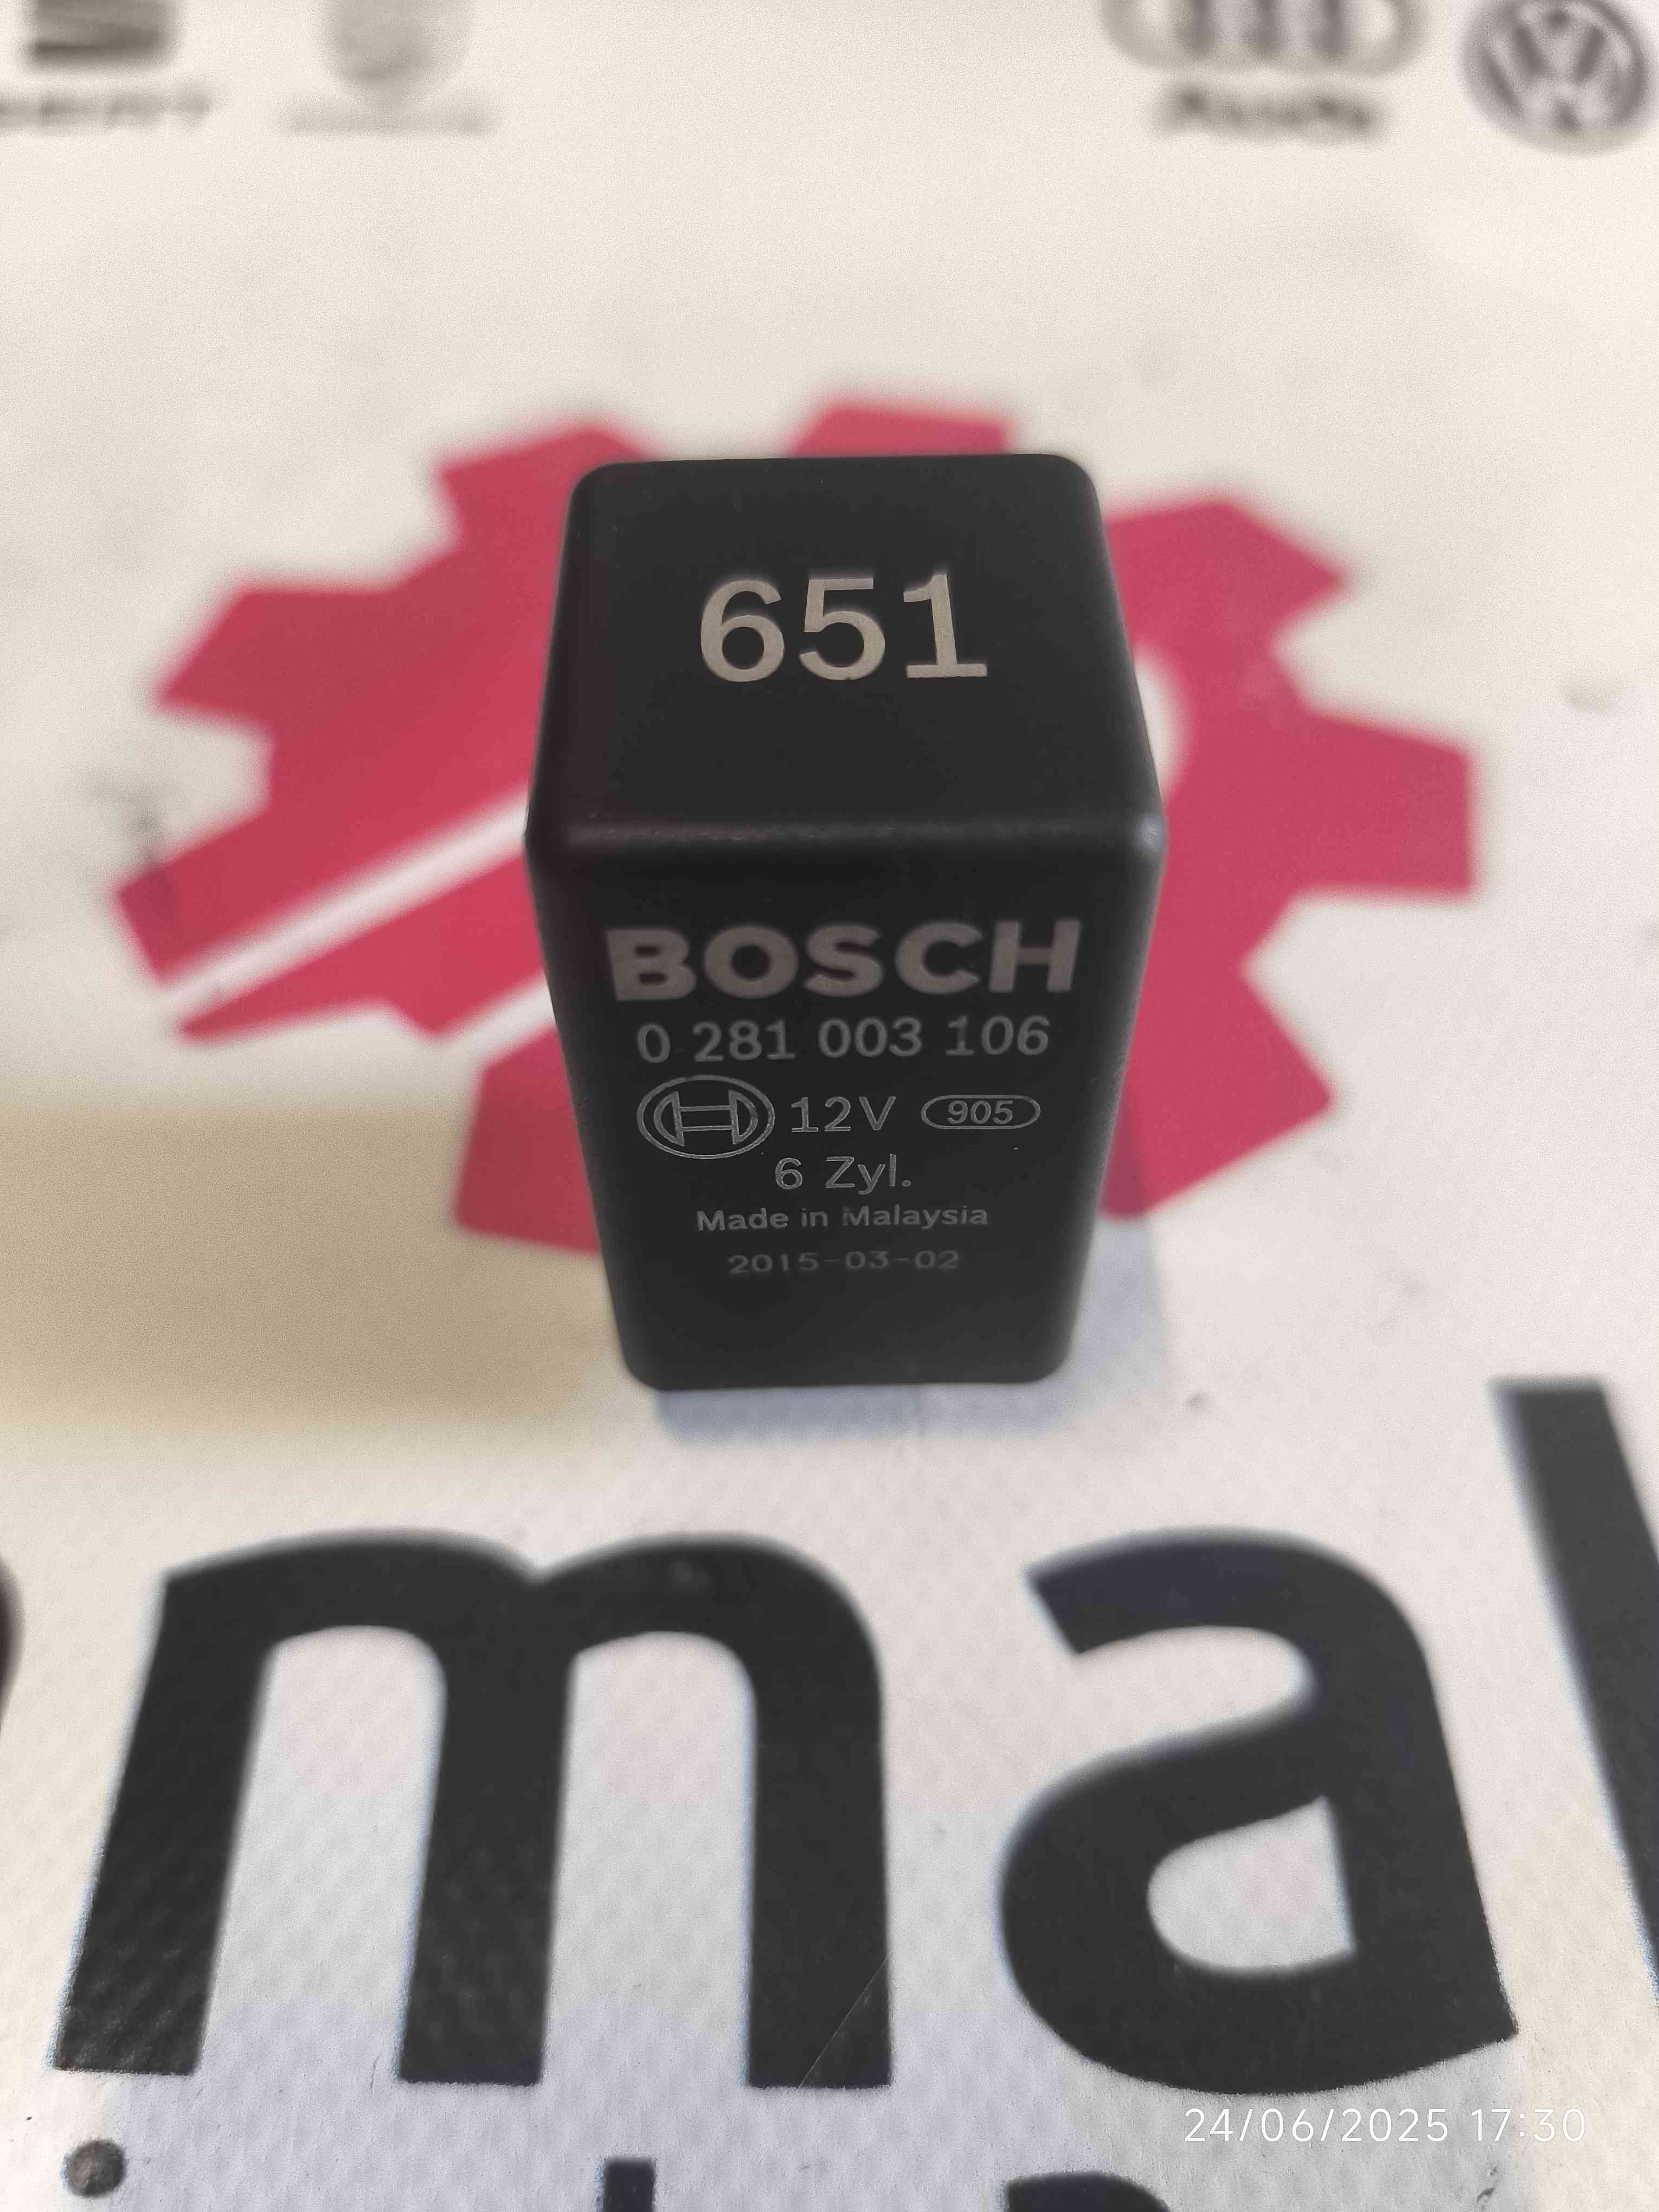 651
BOSCH
0 281 003 106
12V 905
6 Zyl.
Made in Malaysia
2015-03-02
mal
24/06/2025 17:30